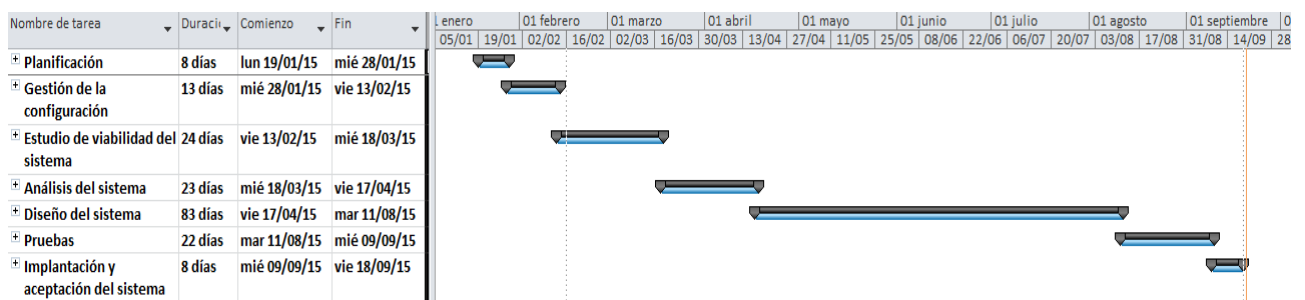 Nombre de tarea Duració Comienzo Fin
enero 01 febrero 01 marzo 01 abril 01 mayo 01 junio 01 julio 01 agosto 01 septiembre 0
05/01 19/01 02/02 16/02 02/03 16/03 30/03 13/04 27/04 11/05 25/05 08/06 22/06 06/07 20/07 03/08 17/08 31/08 14/09 28
Planificación 8 días lun 19/01/15 mié 28/01/15
Gestión de la 13 días mié 28/01/15 vie 13/02/15
configuración
Estudio de viabilidad del 24 días vie 13/02/15 mié 18/03/15
sistema
Análisis del sistema 23 días mié 18/03/15 vie 17/04/15
Diseño del sistema 83 días vie 17/04/15 mar 11/08/15
Pruebas 22 días mar 11/08/15 mié 09/09/15
Implantación y 8 días mié 09/09/15 vie 18/09/15
aceptación del sistema